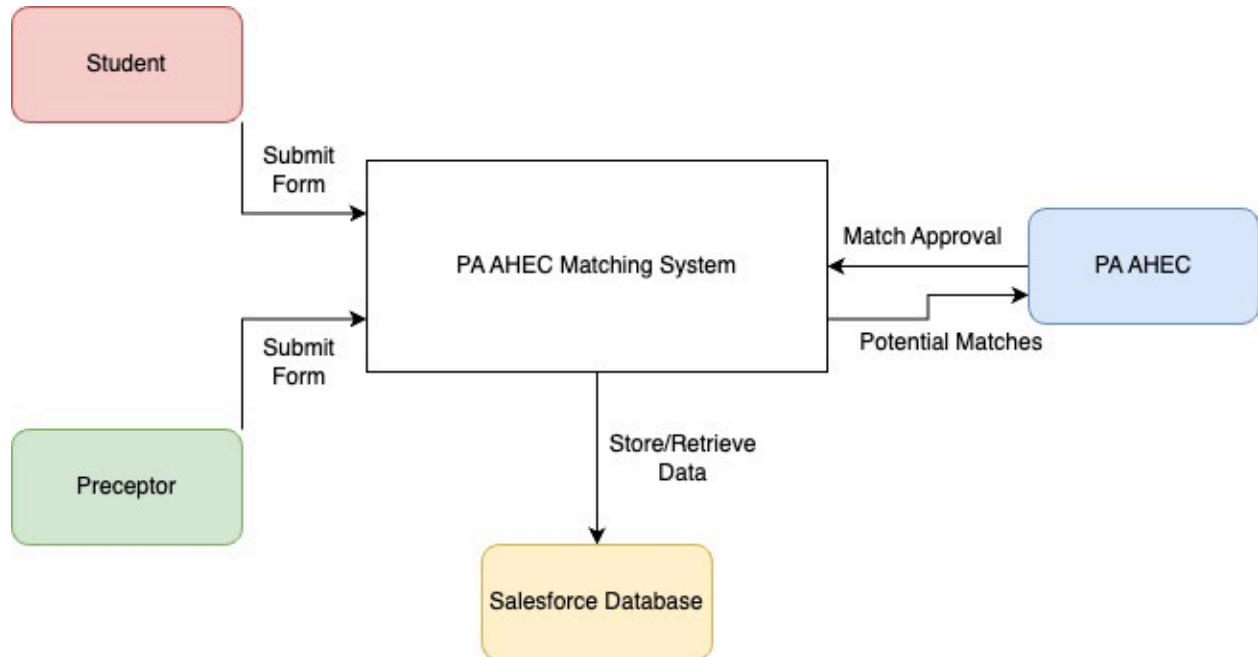 Student
Submit
Form
PA AHEC Matching System
Match Approval
PA AHEC
Potential Matches
Submit
Form
Preceptor
Store/Retrieve
Data
Salesforce Database